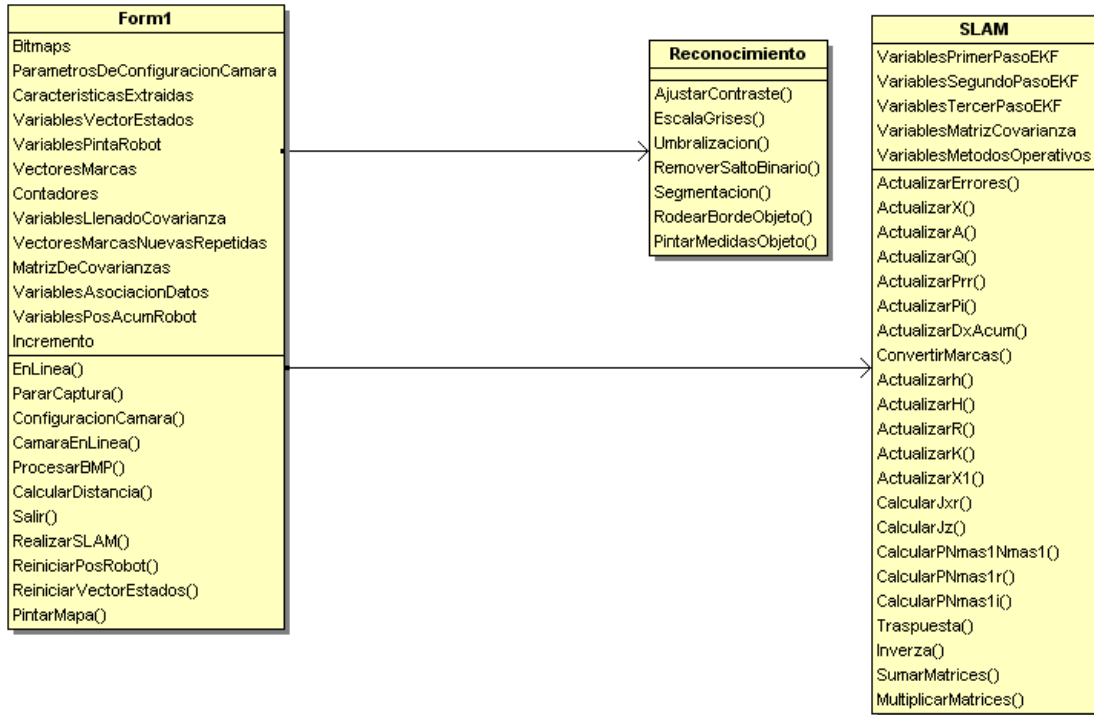 Form1
Bitmaps
ParametrosDeConfiguracionCamara
CaracteristicasExtraidas
VariablesVectorEstados
VariablesPintaRobot
VectoresMarcas
Contadores
VariablesLlenadoCovarianza
VectoresMarcasNuevasRepetidas
MatrizDeCovarianzas
VariablesAsociacionDatos
VariablesPosAcumRobot
Incremento
EnLinea()
PararCaptura()
ConfiguracionCamara()
CamaraEnLinea()
ProcesarBMP()
CalcularDistancia()
Salir()
RealizarSLAM()
ReiniciarPosRobot()
ReiniciarVectorEstados()
PintarMapa()
Reconocimiento
AjustarContraste()
EscalaGrises()
Umbralizacion()
RemoverSaltoBinario()
Segmentacion()
RodearBordeObjeto()
PintarMedidasObjeto()
SLAM
VariablesPrimerPasoEKF
VariablesSegundoPasoEKF
VariablesTercerPasoEKF
VariablesMatrizCovarianza
VariablesMetodosOperativos
ActualizarErrores()
ActualizarX()
ActualizarA()
ActualizarQ()
ActualizarPrr()
ActualizarPi()
ActualizarDxAcum()
ConvertirMarcas()
Actualizarh()
ActualizarH()
ActualizarR()
ActualizarK()
ActualizarX1()
CalcularJxr()
CalcularJz()
CalcularPNmas1Nmas1()
CalcularPNmas1r()
CalcularPNmas1i()
Traspuesta()
Inverza()
SumarMatrices()
MultiplicarMatrices()